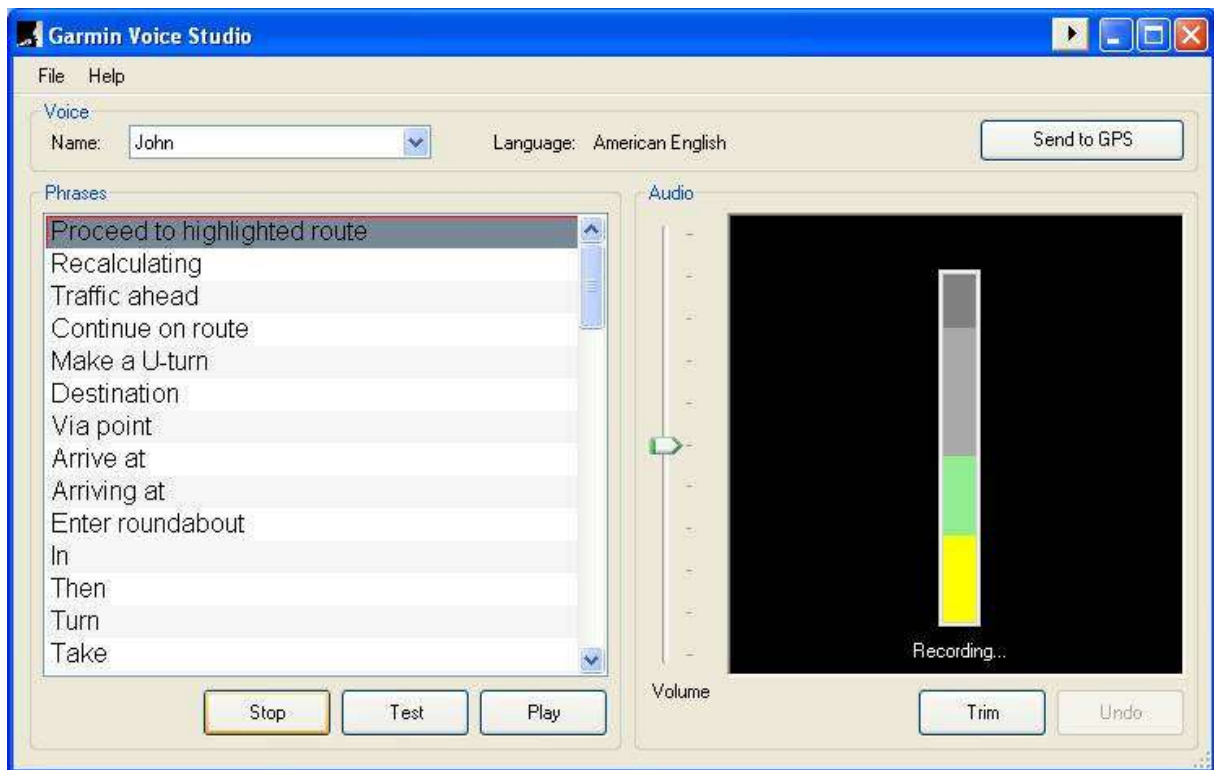 Garmin Voice Studio
File Help
Voice
Name: John Language: American English Send to GPS
Phrases
Proceed to highlighted route
Recalculating
Traffic ahead
Continue on route
Make a U-turn
Destination
Via point
Arrive at
Arriving at
Enter roundabout
In
Then
Turn
Take
Stop Test Play
Audio
Recording...
Volume
Trim Undo